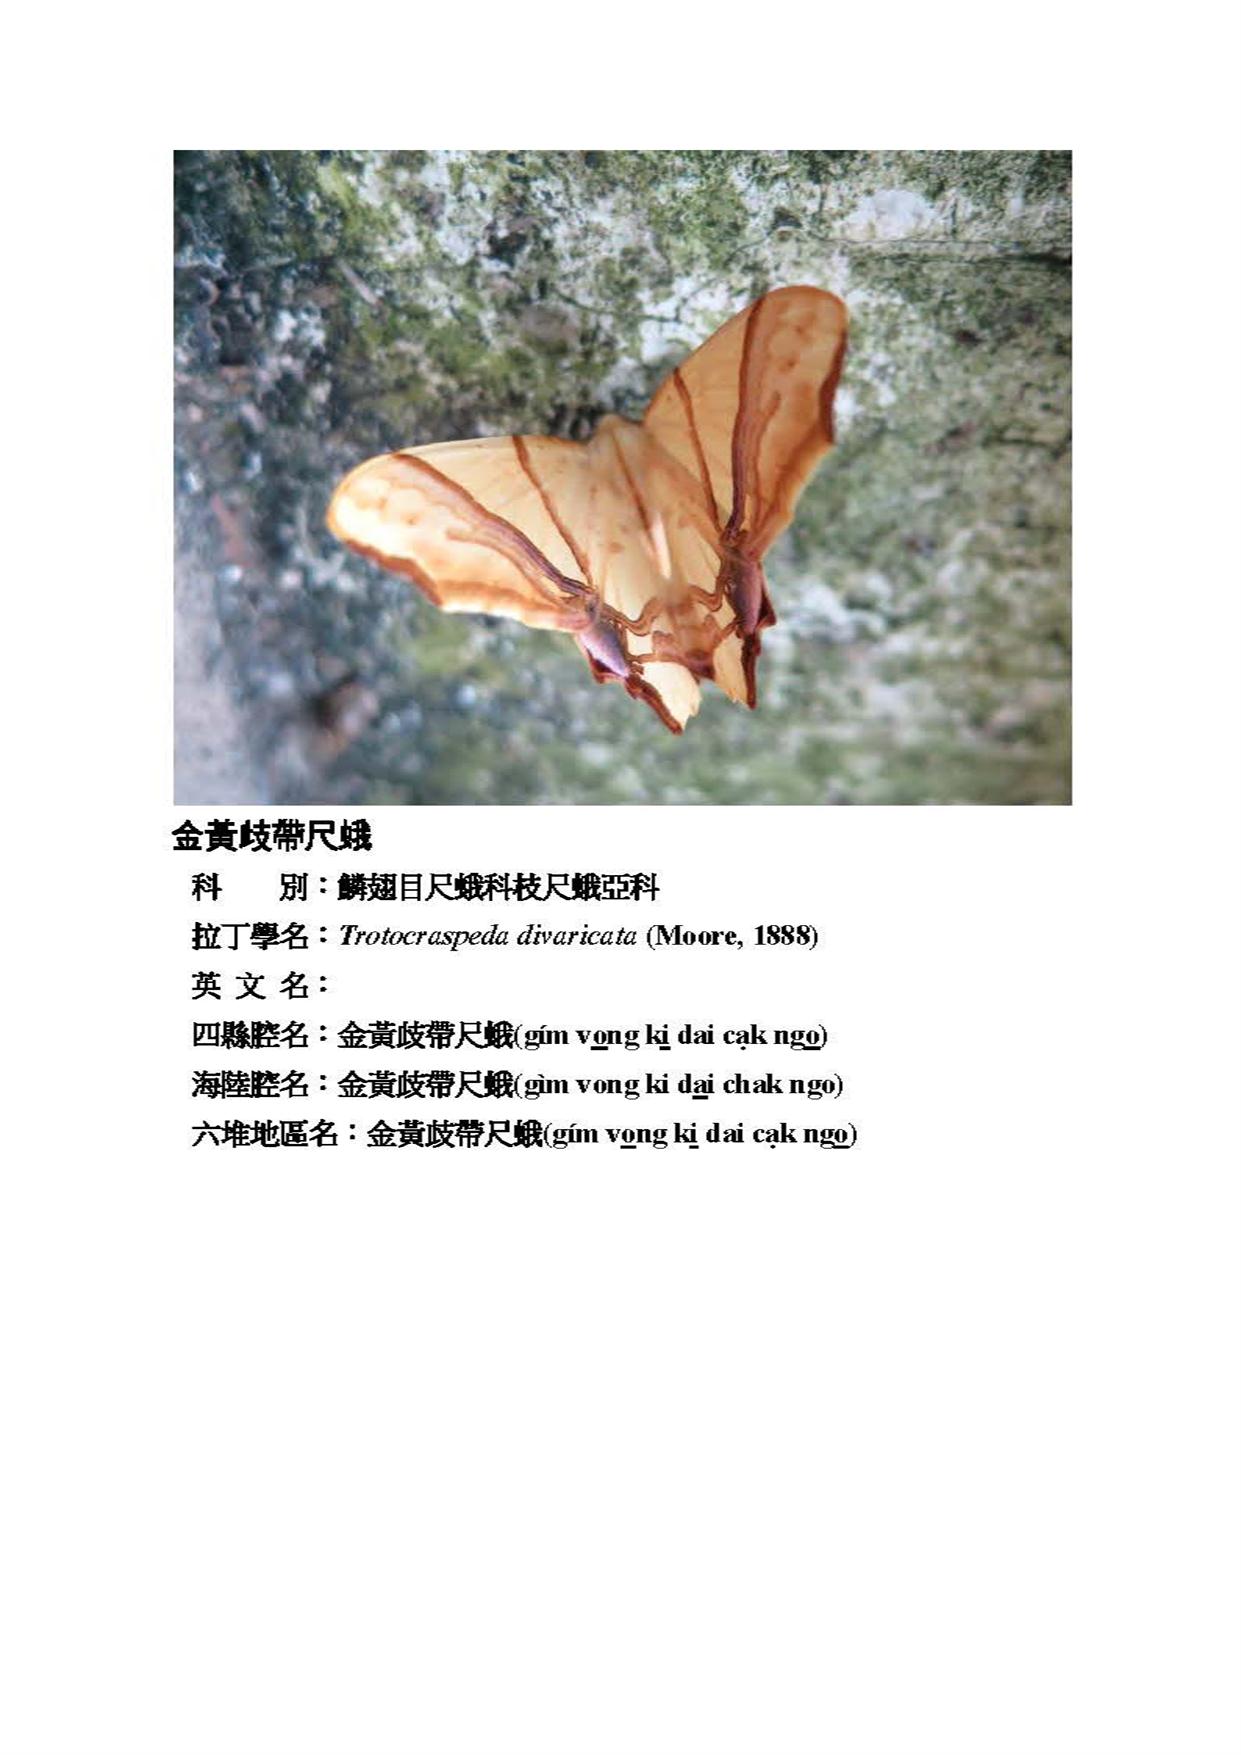 金黃歧帶尺蛾
科　　別：鱗翅目尺蛾科枝尺蛾亞科
拉丁學名：Trotocraspeda divaricata (Moore, 1888)
英 文 名：
四縣腔名：金黃歧帶尺蛾(gím vo̲ng ki̲ dai cạk ngo̲)
海陸腔名：金黃歧帶尺蛾(gìm vong ki da̲i chak ngo)
六堆地區名：金黃歧帶尺蛾(gím vo̲ng ki̲ dai cạk ngo̲)